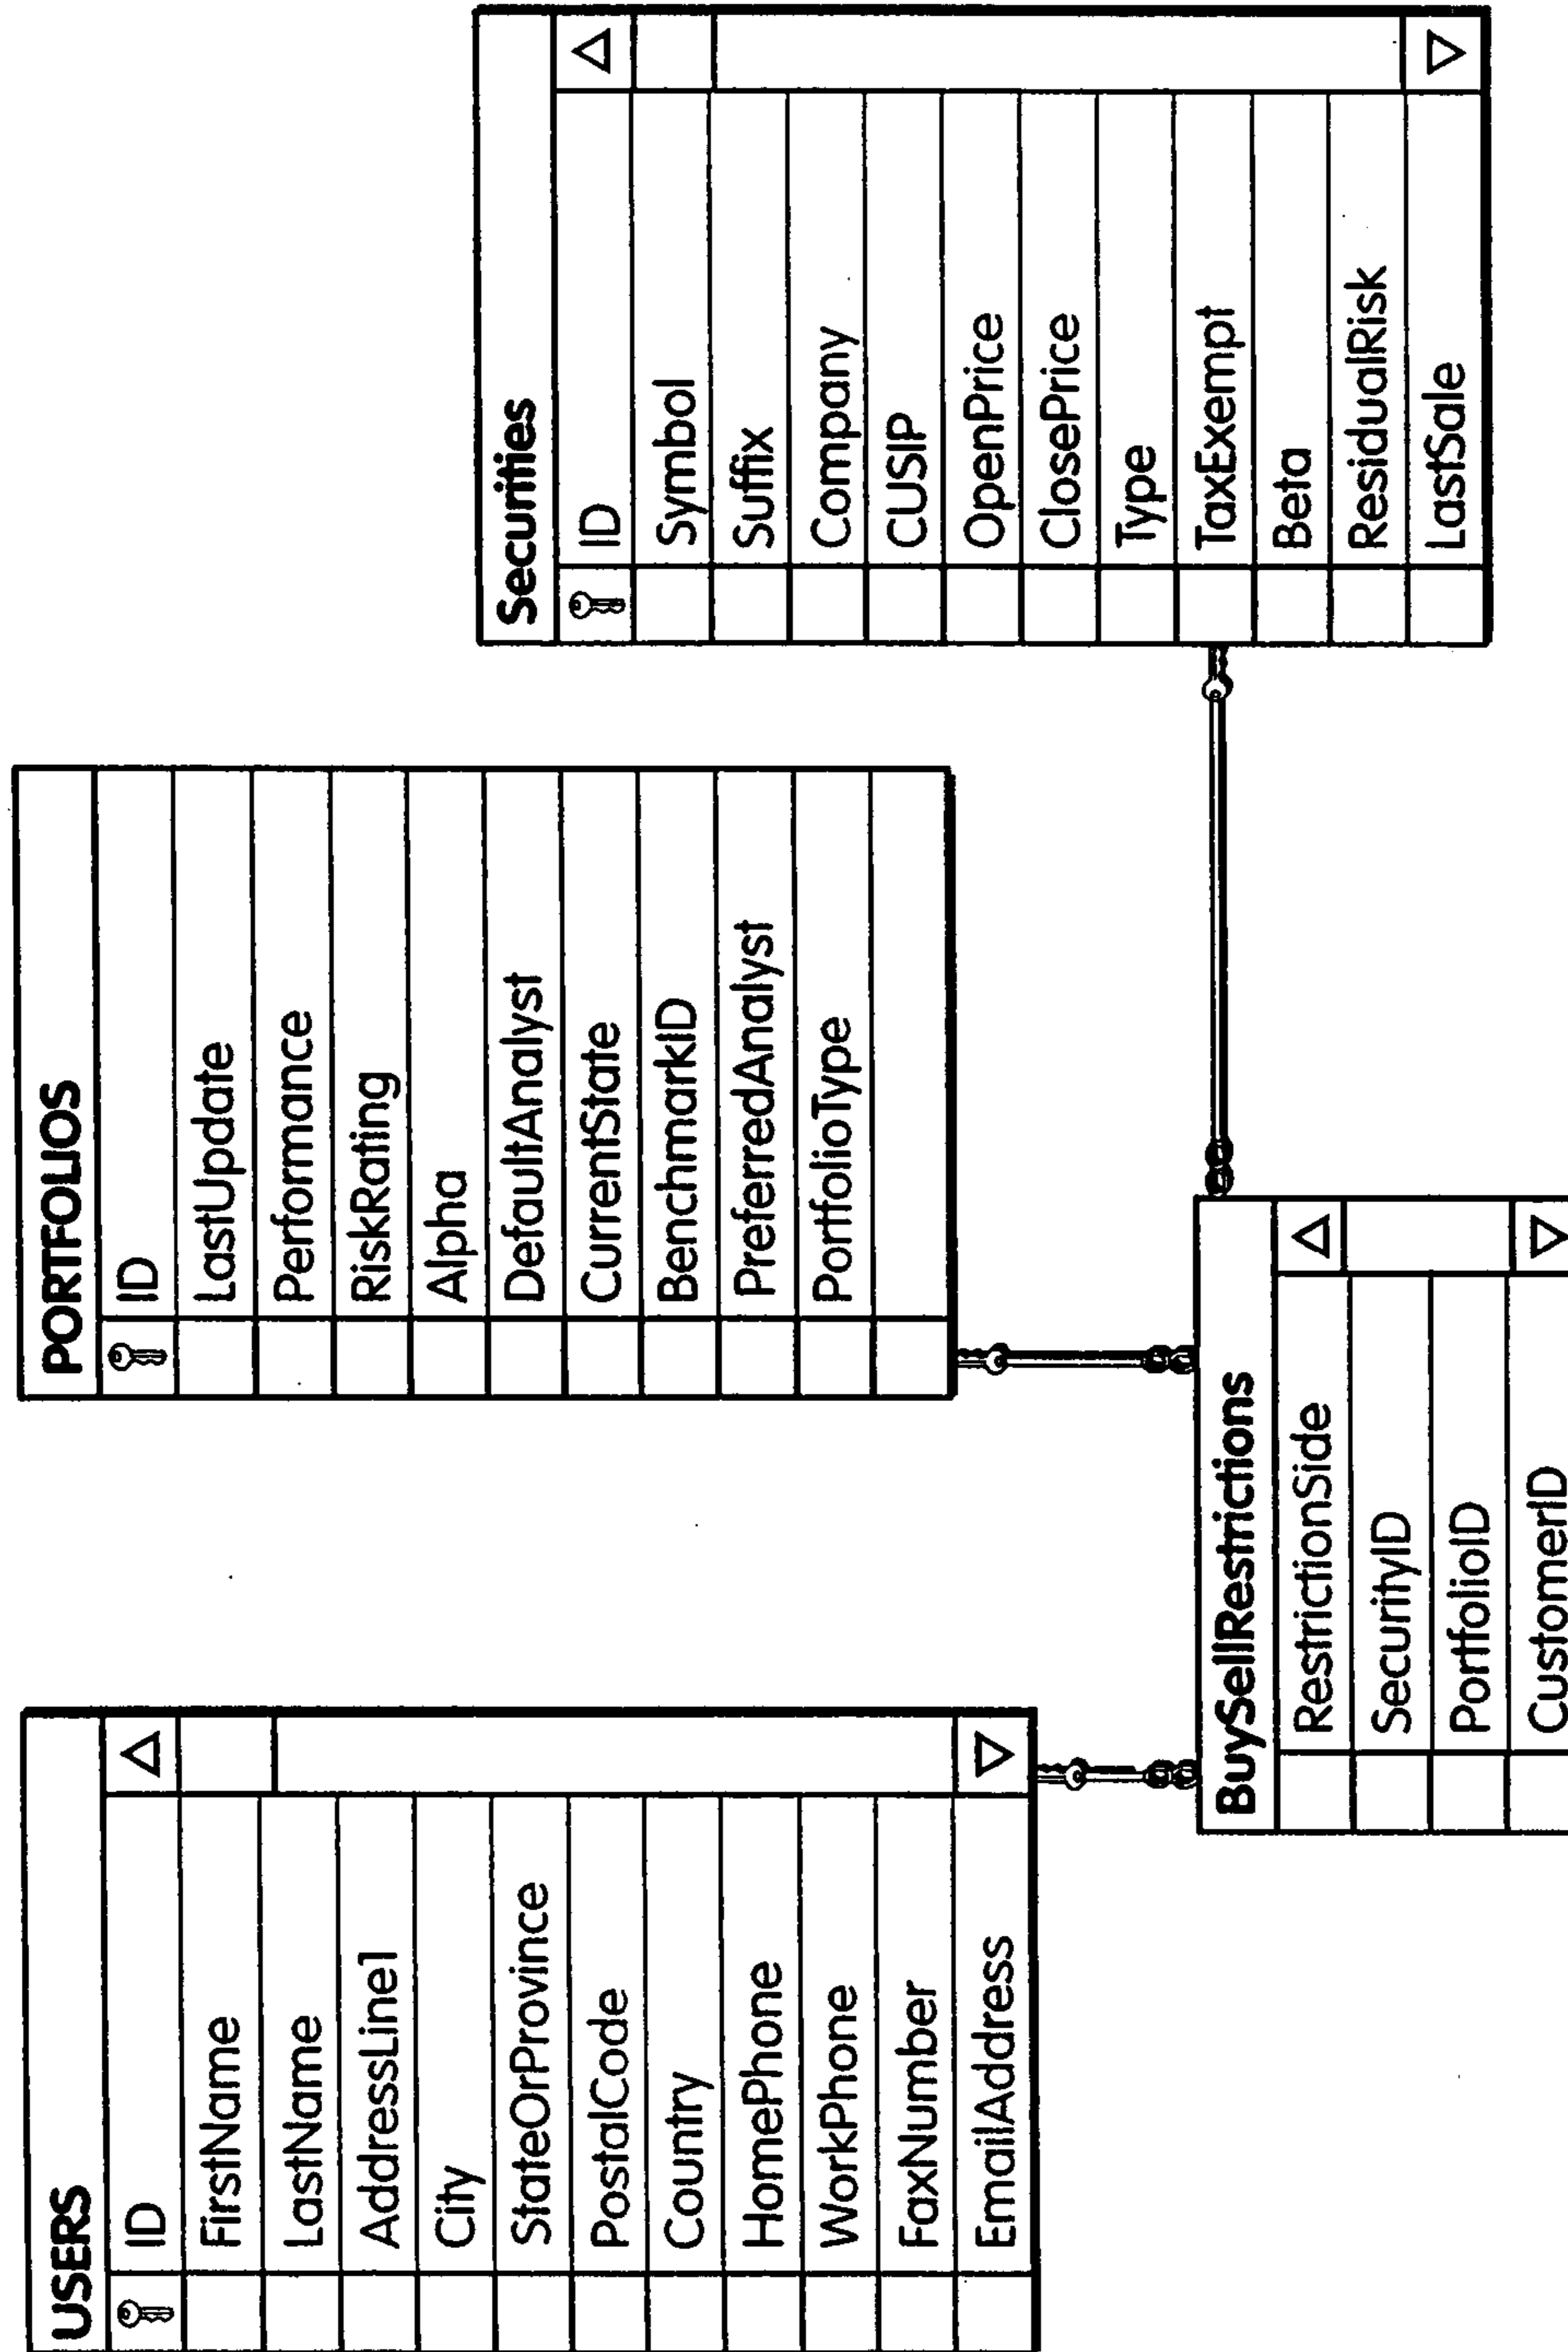 USERS
ID
FirstName
LastName
AddressLine1
City
StateOrProvince
PostalCode
Country
HomePhone
WorkPhone
FaxNumber
EmailAddress
PORTFOLIOS
ID
LastUpdate
Performance
RiskRating
Alpha
DefaultAnalyst
CurrentState
BenchmarkID
PreferredAnalyst
PortfolioType
Securities
ID
Symbol
Suffix
Company
CUSIP
OpenPrice
ClosePrice
Type
TaxExempt
Beta
ResidualRisk
LastSale
BuySellRestrictions
RestrictionSide
SecurityID
PortfolioID
CustomerID